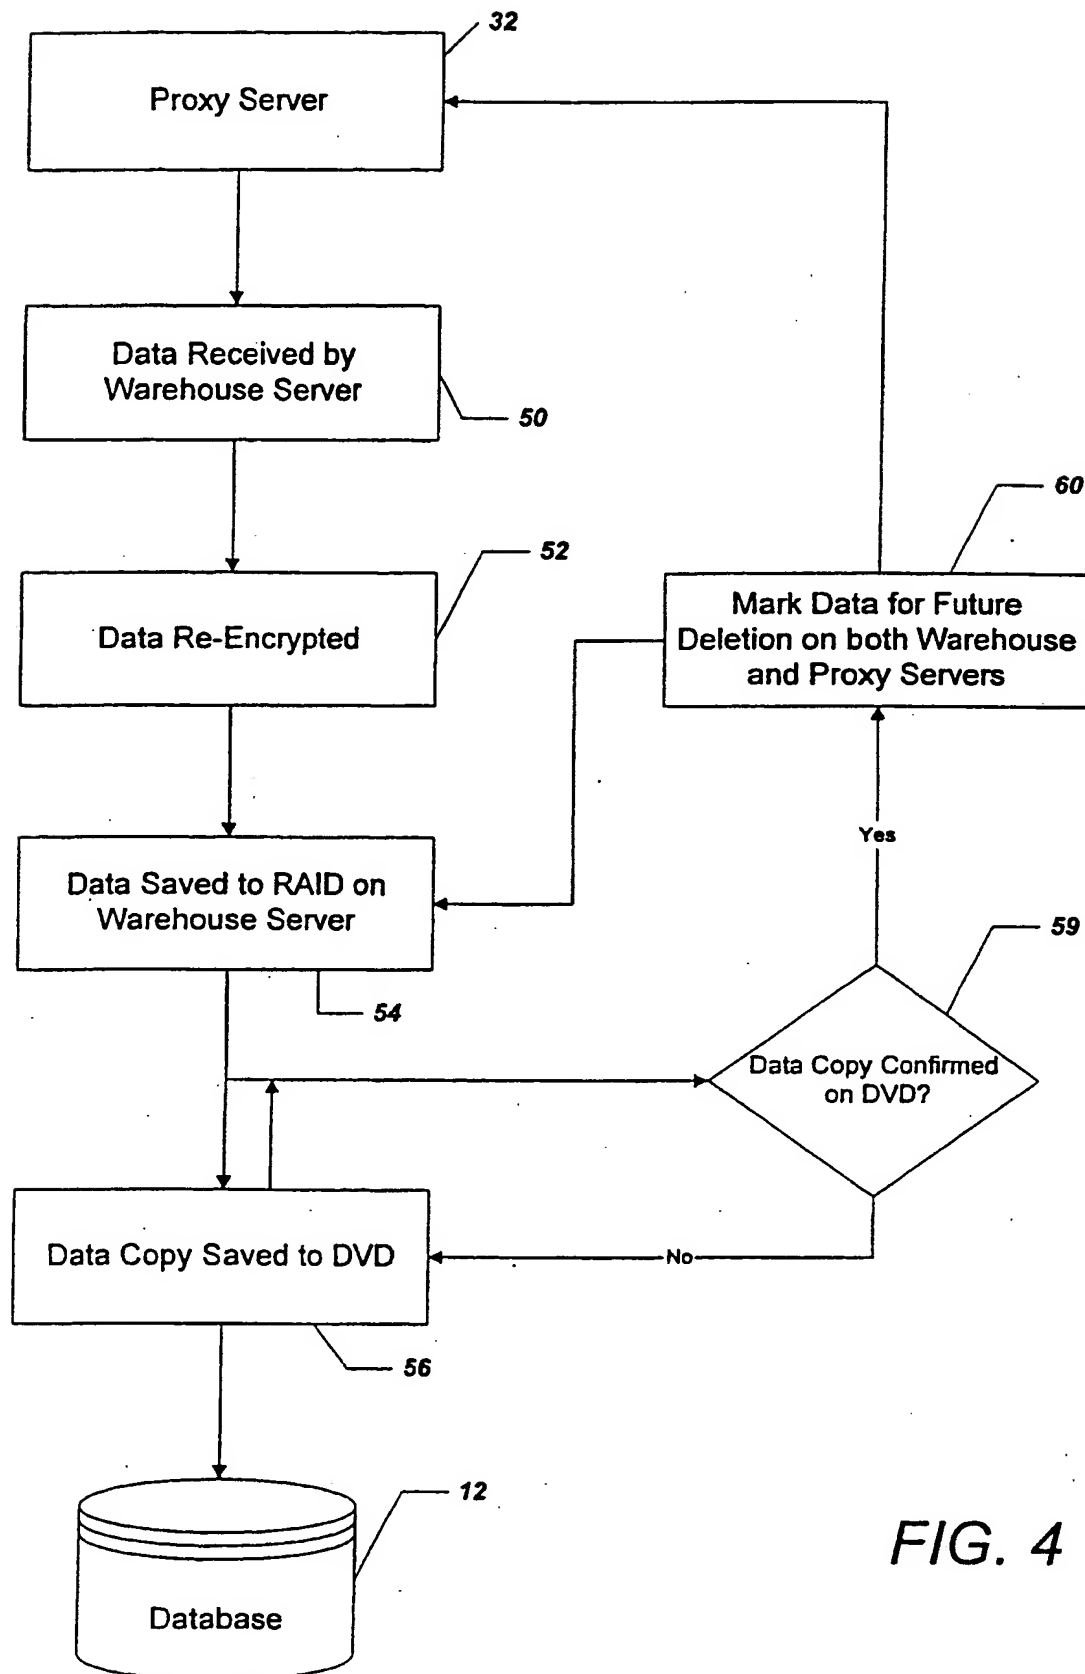 32
Proxy Server
Data Received by
Warehouse Server
50
60
52
Data Re-Encrypted
Mark Data for Future
Deletion on both Warehouse
and Proxy Servers
Yes
Data Saved to RAID on
Warehouse Server
59
54
Data Copy Confirmed
on DVD?
Data Copy Saved to DVD
No
56
12
Database
FIG. 4